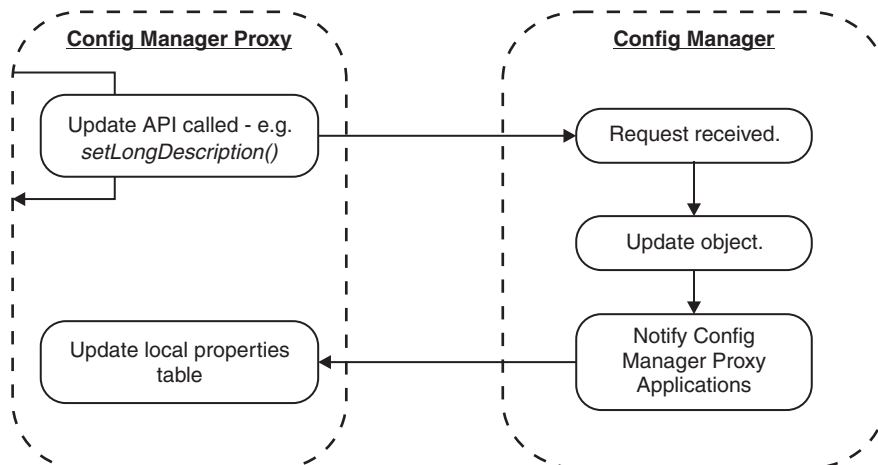 Config Manager Proxy
Config Manager
Update API called - e.g.
setLongDescription()
Request received.
Update object.
Update local properties
table
Notify Config
Manager Proxy
Applications